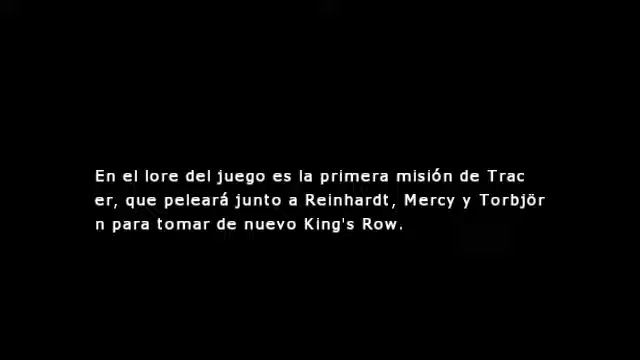 En el lore del juego es la primera misión de Trac
er, que peleará junto a Reinhardt, Mercy y Torbjör
n para tomar de nuevo King's Row.